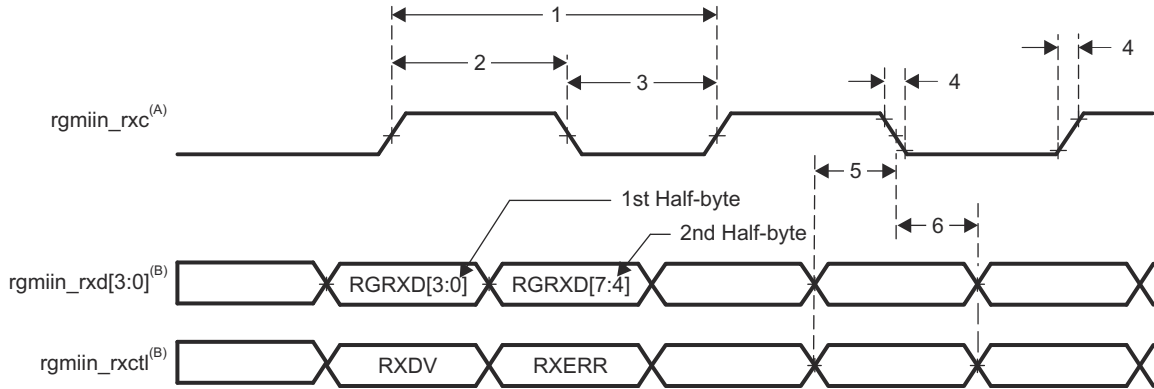 1
2
3
4
4
rgmiin_rxc(A)
5
1st Half-byte
6
2nd Half-byte
rgmiin_rxd[3:0](B)
RGRXD[3:0]
RGRXD[7:4]
rgmiin_rxctl(B)
RXDV
RXERR